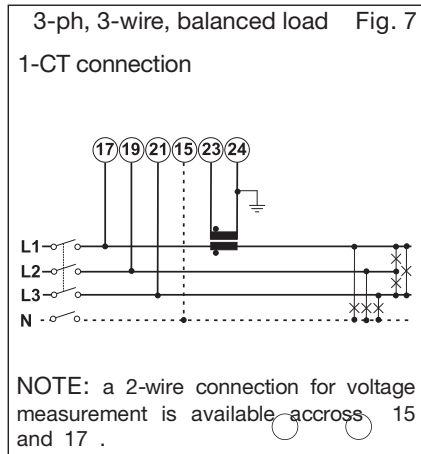 3-ph, 3-wire, balanced load Fig. 7
1-CT connection
17 19 21 15 23 24
L1
L2
L3
N
NOTE: a 2-wire connection for voltage
measurement is available accross 15
and 17 .